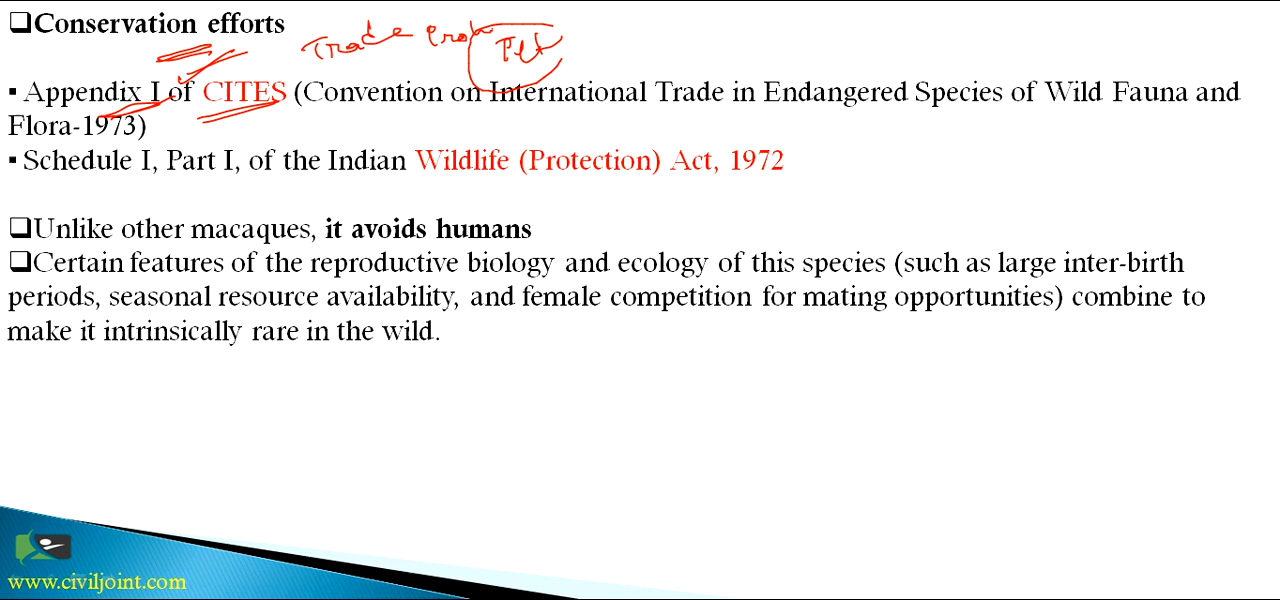 ❑Conservation efforts
Trade Pet
▪ Appendix I of CITES (Convention on International Trade in Endangered Species of Wild Fauna and
Flora-1973)
▪ Schedule I, Part I, of the Indian Wildlife (Protection) Act, 1972
❑Unlike other macaques, it avoids humans
❑Certain features of the reproductive biology and ecology of this species (such as large inter-birth
periods, seasonal resource availability, and female competition for mating opportunities) combine to
make it intrinsically rare in the wild.
www.civiljoint.com